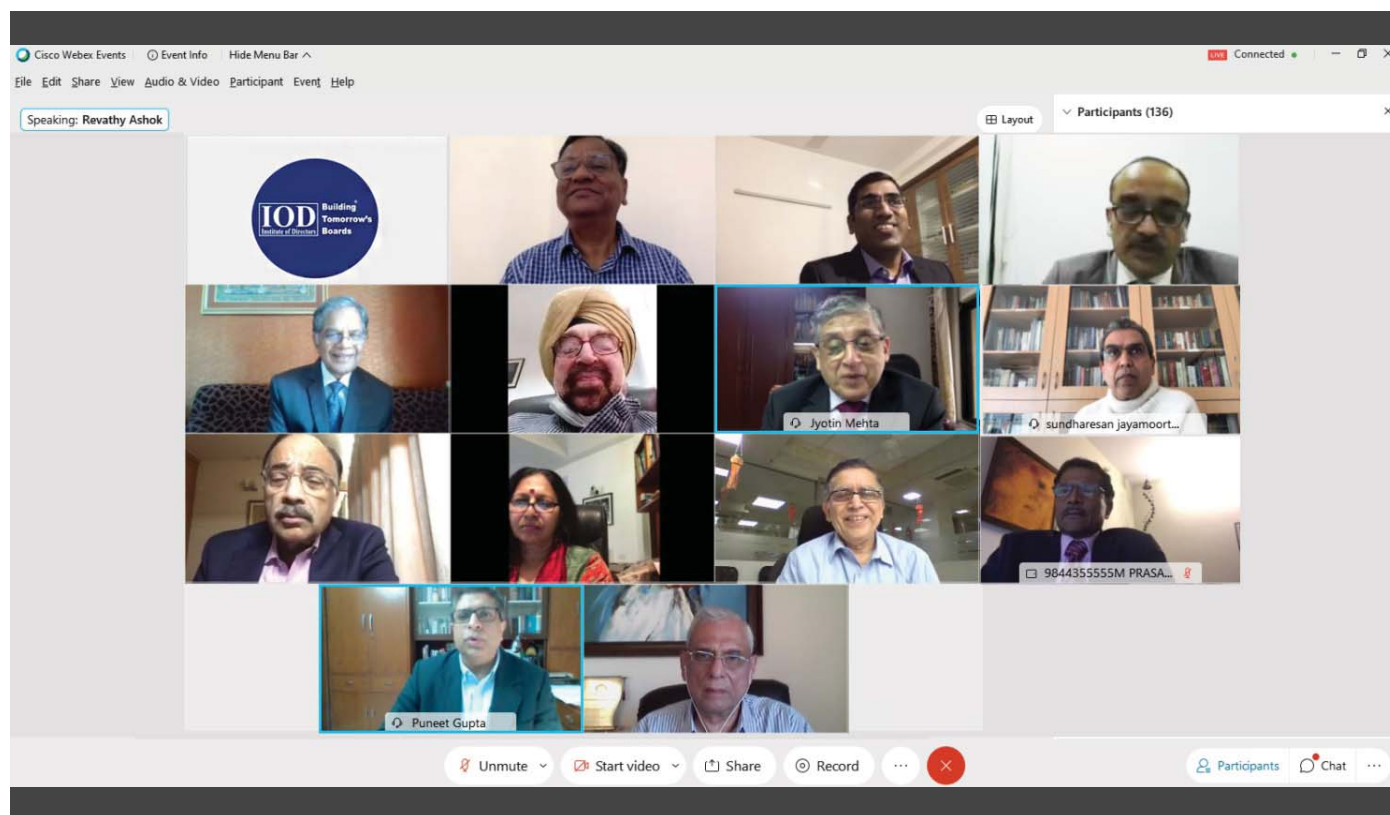 Cisco Webex Events Event Info Hide Menu Bar
LIVE Connected
File Edit Share View Audio & Video Participant Event Help
Speaking: Revathy Ashok
Layout
Participants (136)
IOD
Institute of Directors
Building
Tomorrow's
Boards
Jyotin Mehta
sundharesan jayamoort...
9844355555M PRASA...
Puneet Gupta
Unmute Start video Share Record
Participants Chat